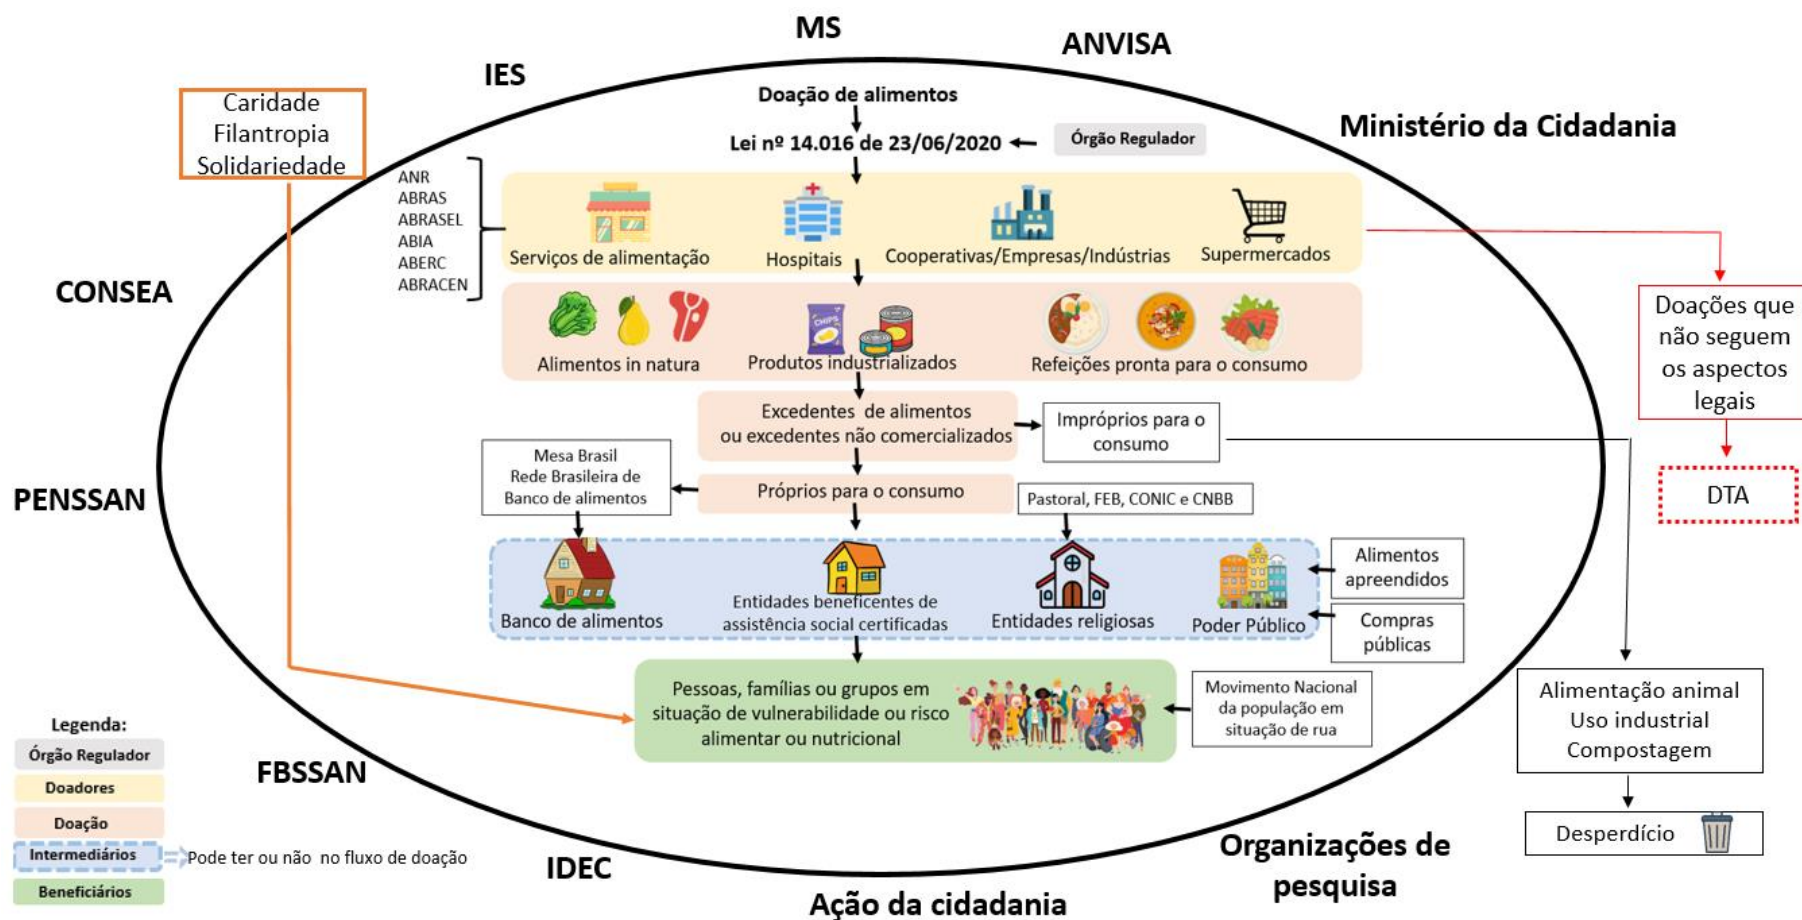 MS
ANVISA
IES
Ministério da Cidadania
Caridade
Filantropia
Solidariedade
Doação de alimentos
Lei nº 14.016 de 23/06/2020
Órgão Regulador
ANR
ABRAS
ABRASEL
ABIA
ABERC
ABRACEN
Serviços de alimentação
Hospitais
Cooperativas/Empresas/Indústrias
Supermercados
CONSEA
CHIPS
Alimentos in natura
Produtos industrializados
Refeições pronta para o consumo
Doações que
não seguem
os aspectos
legais
DTA
Excedentes de alimentos
ou excedentes não comercializados
Impróprios para o
consumo
Mesa Brasil
Rede Brasileira de
Banco de alimentos
Próprios para o consumo
Pastoral, FEB, CONIC e CNBB
PENSSAN
Banco de alimentos
Entidades beneficentes de
assistência social certificadas
Entidades religiosas
Poder Público
Alimentos
apreendidos
Compras
públicas
Pessoas, famílias ou grupos em
situação de vulnerabilidade ou risco
alimentar ou nutricional
Movimento Nacional
da população em
situação de rua
Alimentação animal
Uso industrial
Compostagem
Desperdício
Legenda:
Órgão Regulador
Doadores
Doação
Intermediários
Pode ter ou não no fluxo de doação
Beneficiários
FBSSAN
IDEC
Ação da cidadania
Organizações de
pesquisa